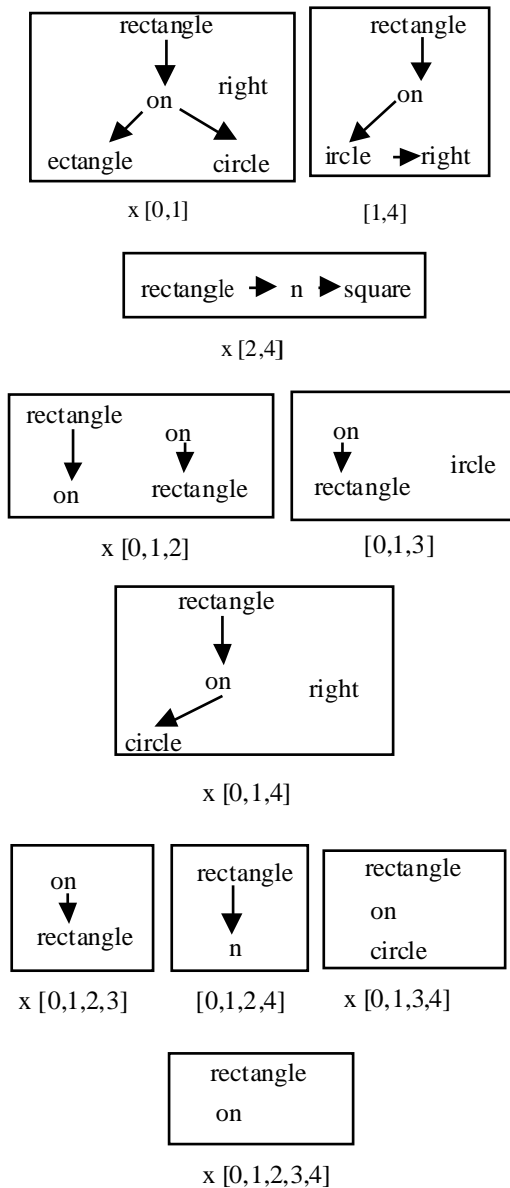 rectangle rectangle
on right on
ectangle circle ircle right
x [0,1] [1,4]
rectangle n square
x [2,4]
rectangle on on
on rectangle rectangle ircle
x [0,1,2] [0,1,3]
rectangle
on right
circle
x [0,1,4]
on rectangle rectangle
rectangle n on
circle
x [0,1,2,3] [0,1,2,4] x [0,1,3,4]
rectangle
on
x [0,1,2,3,4]